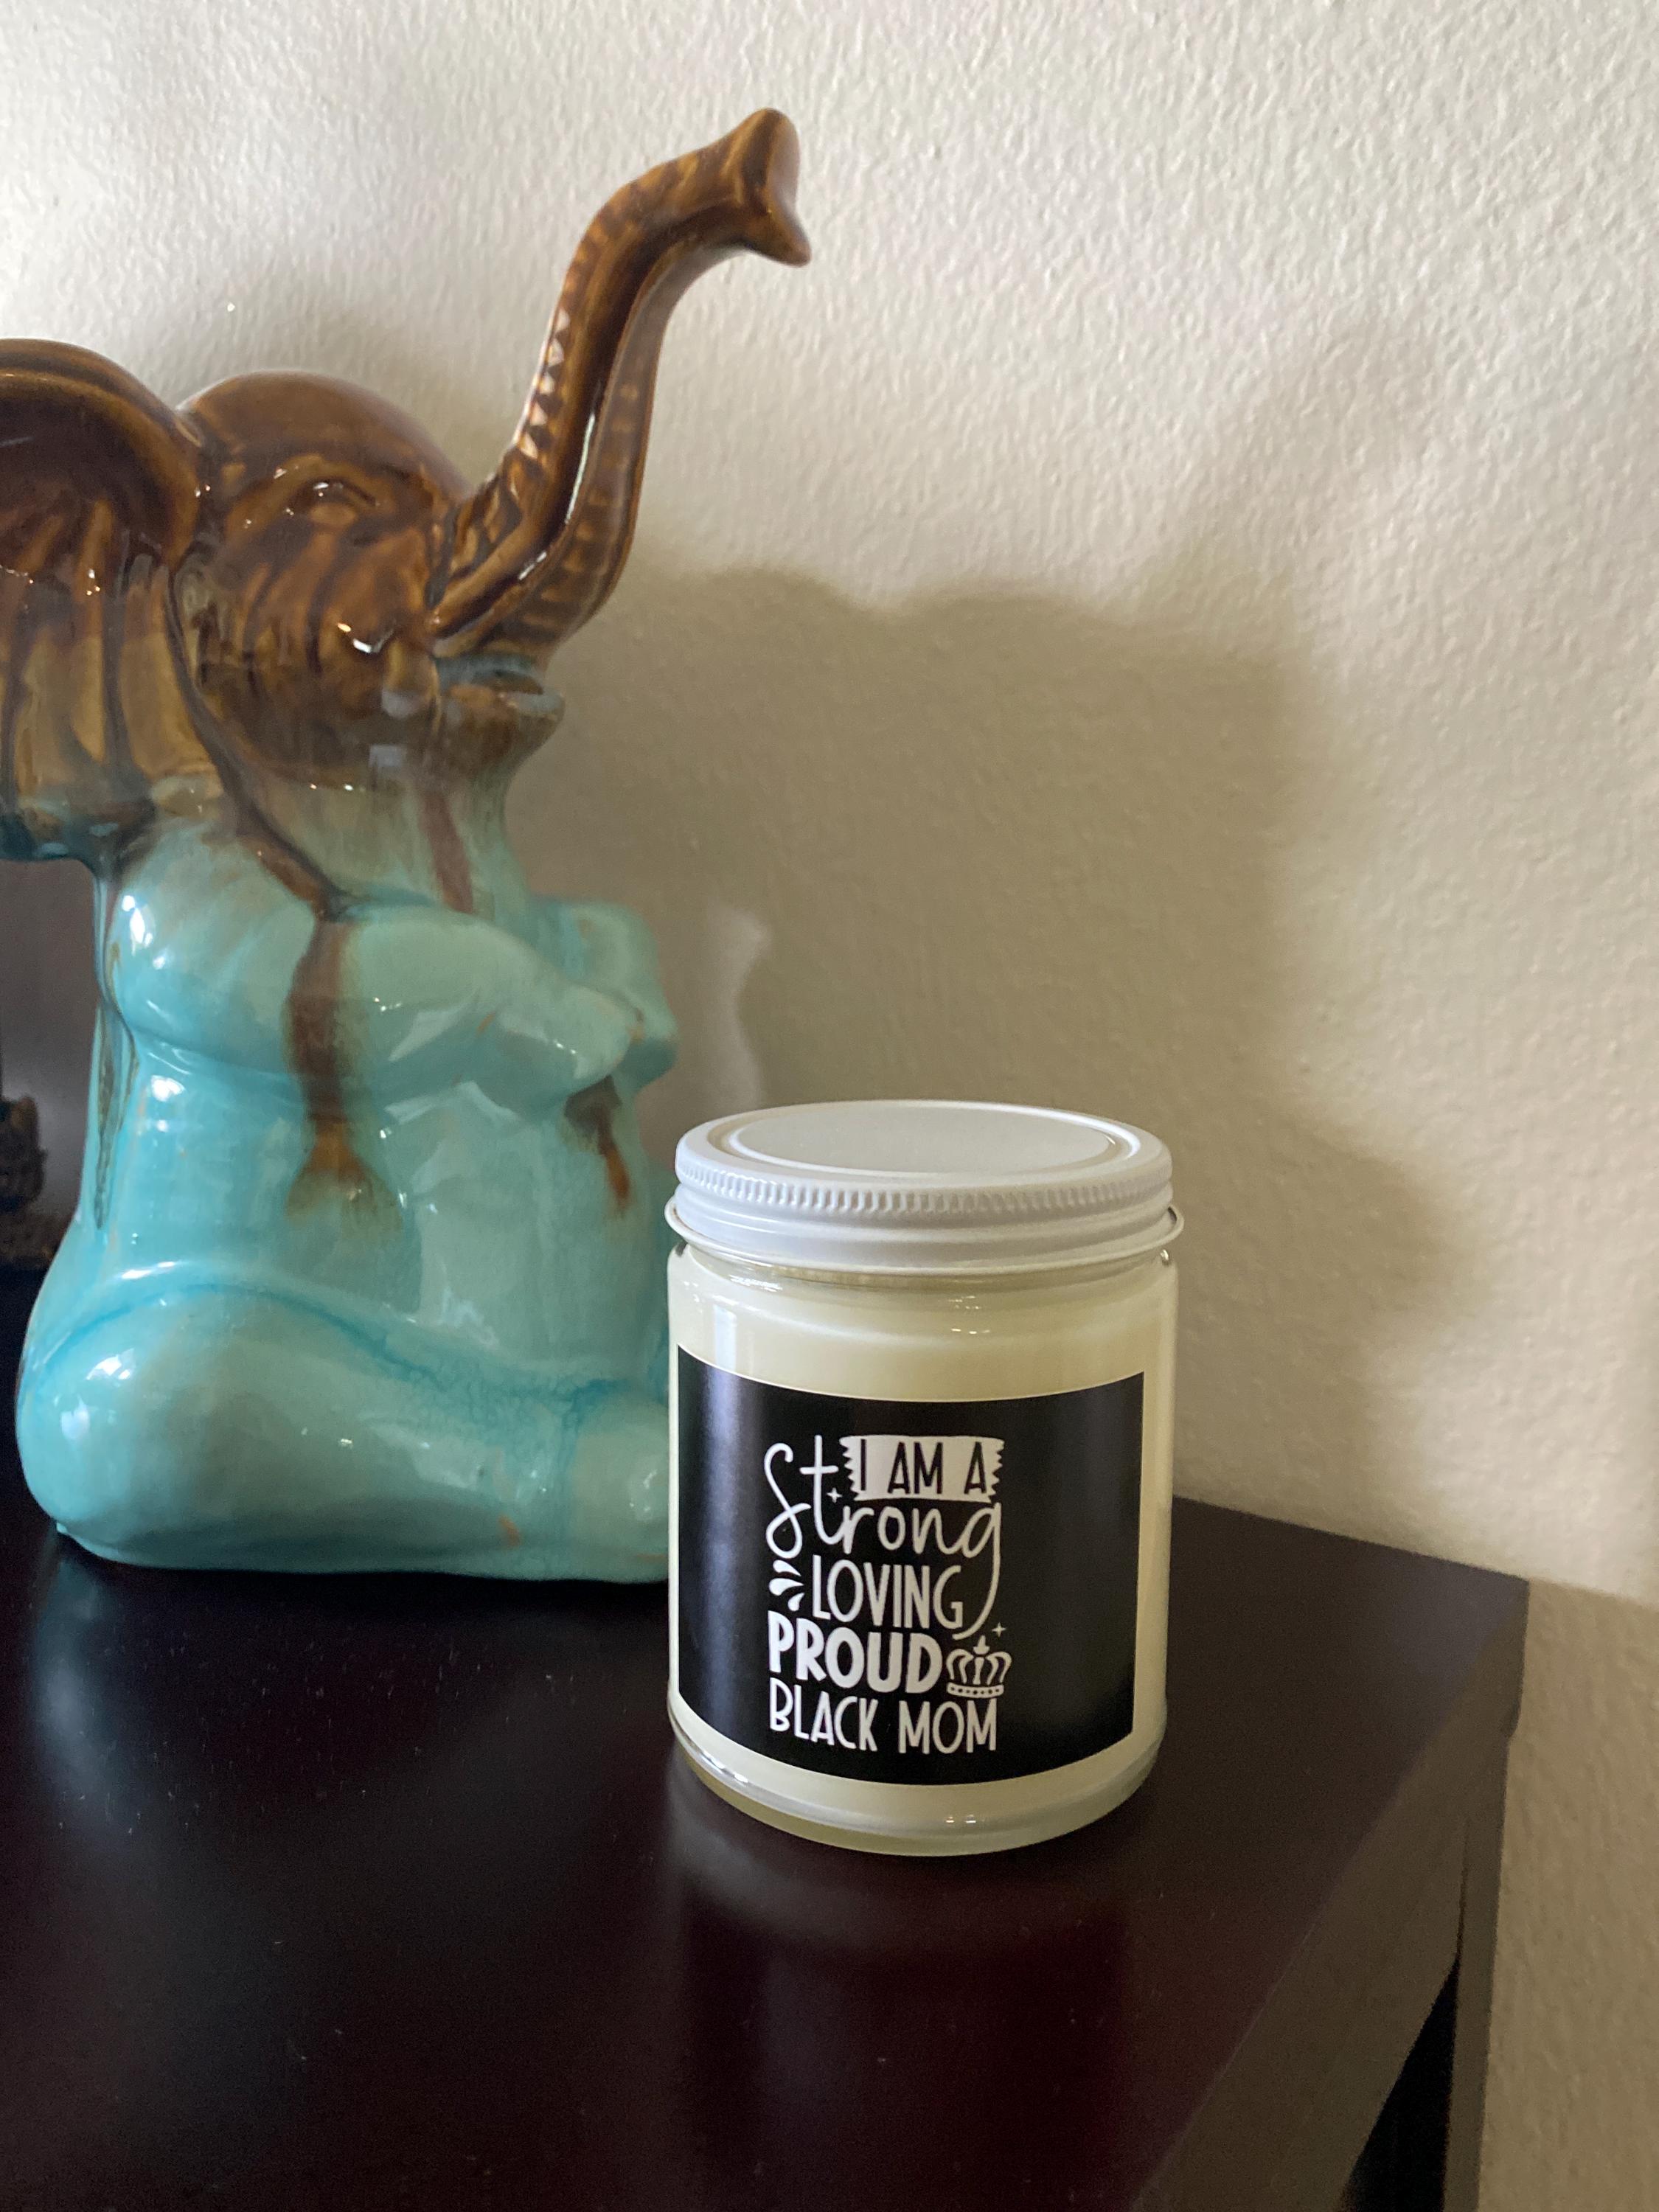 I AM A
Strong
LOVING
PROUD
BLACK MOM